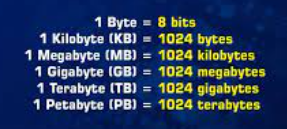 1 Byte = 8 bits
1 Kilobyte (KB) = 1024 bytes
1 Megabyte (MB) = 1024 kilobytes
1 Gigabyte (GB) = 1024 megabytes
1 Terabyte (TB) = 1024 gigabytes
1 Petabyte (PB) = 1024 terabytes